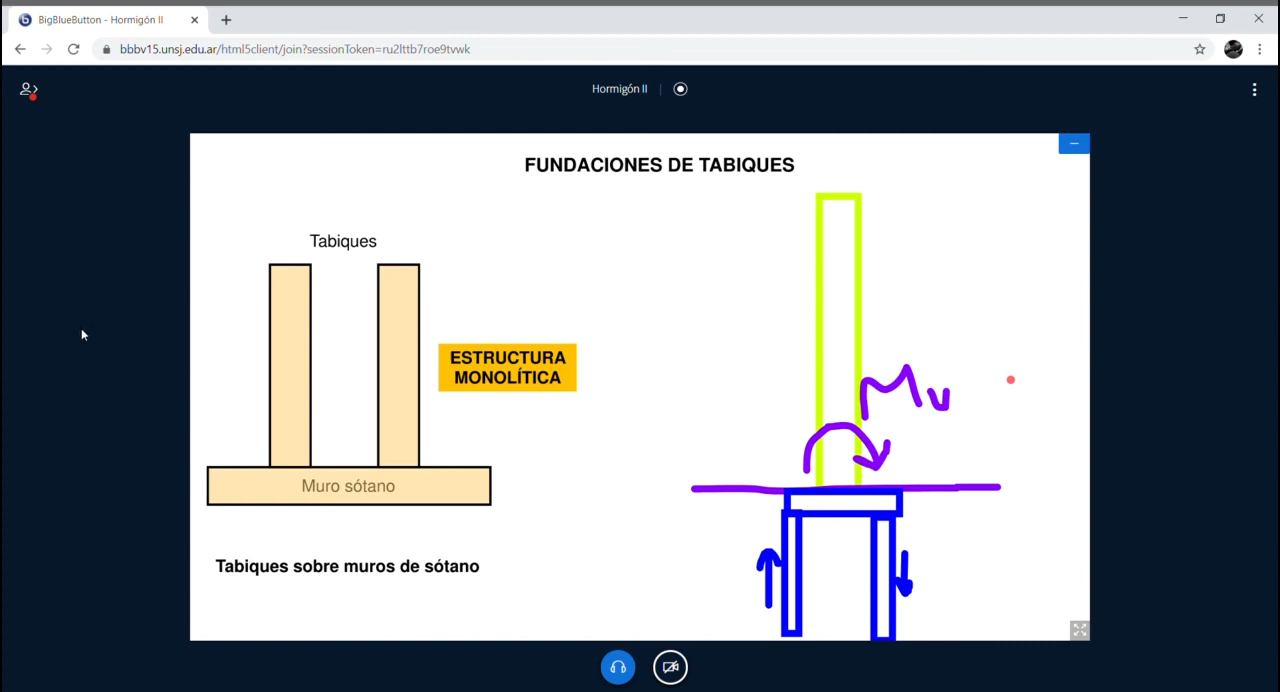 BigBlueButton - Hormigón II
bbbv15.unsj.edu.ar/html5client/join?sessionToken=ru2lttb7roe9tvwk
Hormigón II
FUNDACIONES DE TABIQUES
Tabiques
ESTRUCTURA
MONOLÍTICA
Mu
Muro sótano
Tabiques sobre muros de sótano